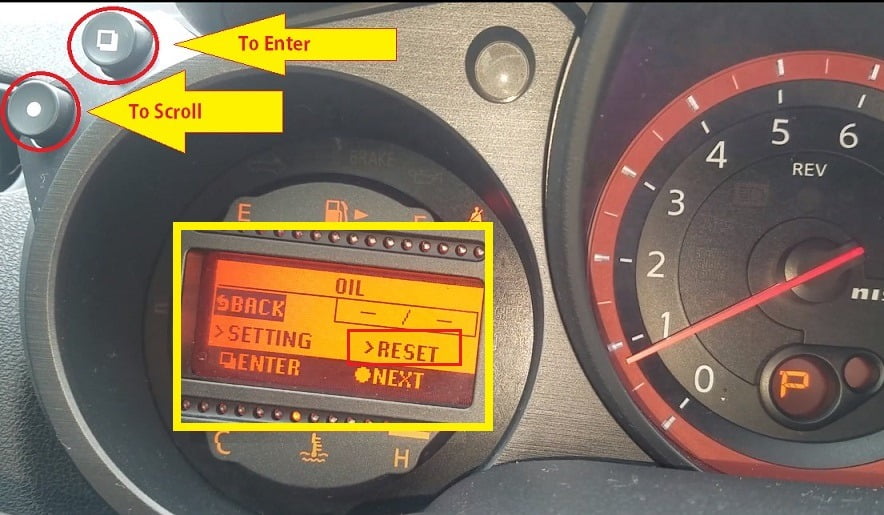 To Enter
To Scroll
BRAKE
E
OIL
BACK
- / -
>SETTING
>RESET
ENTER
NEXT
C
H
0
1
2
3
4
5
6
REV
P